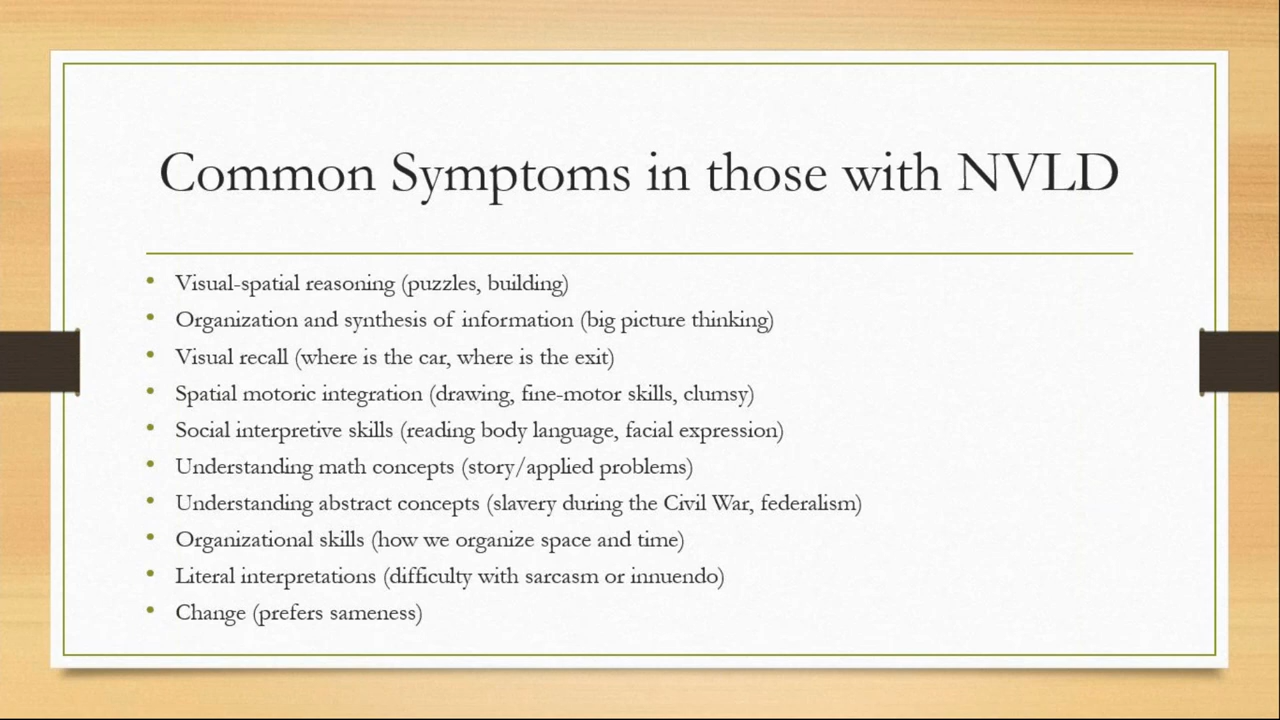 Common Symptoms in those with NVLD
• Visual-spatial reasoning (puzzles, building)
• Organization and synthesis of information (big picture thinking)
• Visual recall (where is the car, where is the exit)
• Spatial motoric integration (drawing, fine-motor skills, clumsy)
• Social interpretive skills (reading body language, facial expression)
• Understanding math concepts (story/applied problems)
• Understanding abstract concepts (slavery during the Civil War, federalism)
• Organizational skills (how we organize space and time)
• Literal interpretations (difficulty with sarcasm or innuendo)
• Change (prefers sameness)